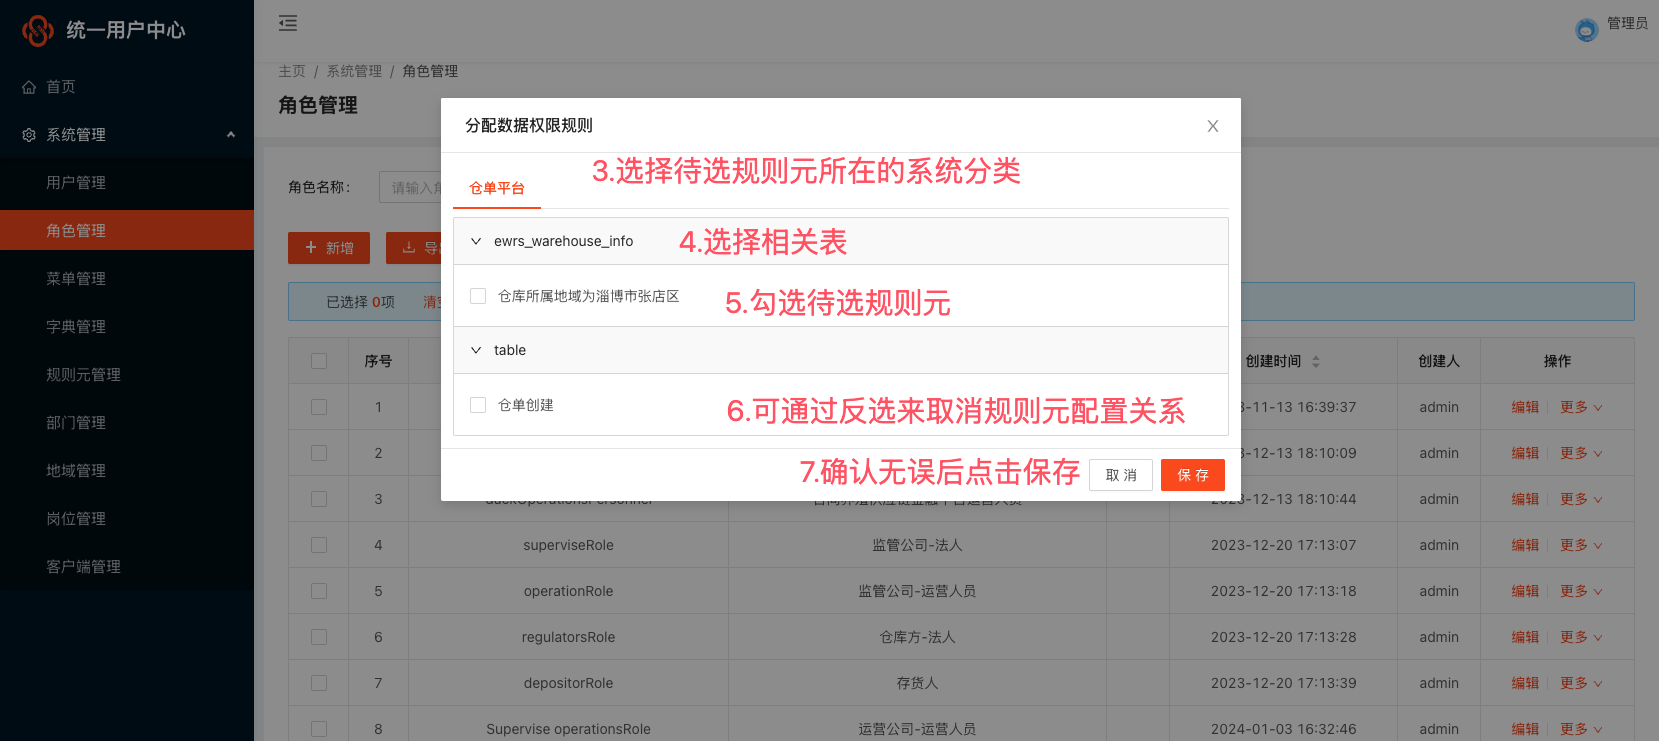 统一用户中心
管理员
首页
主页 / 系统管理 / 角色管理
角色管理
系统管理
用户管理
角色管理
菜单管理
字典管理
规则元管理
部门管理
地域管理
岗位管理
客户端管理
角色名称:
请输入
新增
已选择 0项
分配数据权限规则
3.选择待选规则元所在的系统分类
仓单平台
ewrs_warehouse_info
4.选择相关表
仓库所属地域为淄博市张店区
5.勾选待选规则元
table
仓单创建
6.可通过反选来取消规则元配置关系
7.确认无误后点击保存
取 消
保 存
序号 创建时间 创建人 操作
1 11-13 16:39:37 admin 编辑 更多
2 12-13 18:10:09 admin 编辑 更多
3 12-13 18:10:44 admin 编辑 更多
4 superviseRole 监管公司-法人 2023-12-20 17:13:07 admin 编辑 更多
5 operationRole 监管公司-运营人员 2023-12-20 17:13:18 admin 编辑 更多
6 regulatorsRole 仓库方-法人 2023-12-20 17:13:28 admin 编辑 更多
7 depositorRole 存货人 2023-12-20 17:13:39 admin 编辑 更多
8 Supervise operationsRole 运营公司-运营人员 2024-01-03 16:32:46 admin 编辑 更多